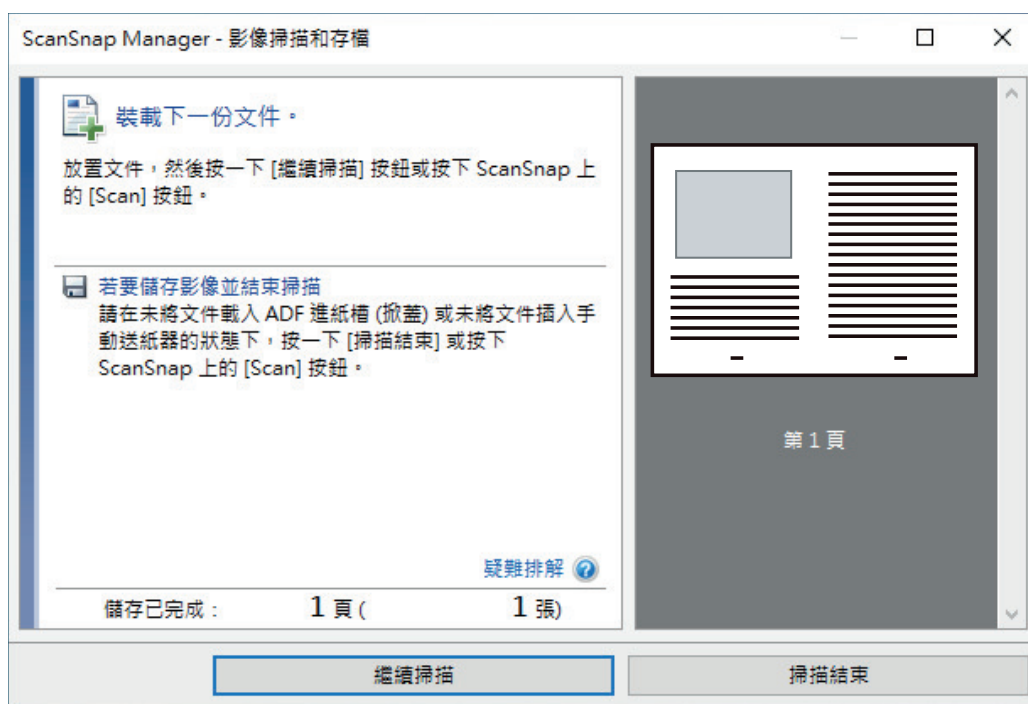 ScanSnap Manager - 影像掃描和存檔
裝載下一份文件。
放置文件，然後按一下 [繼續掃描] 按鈕或按下 ScanSnap 上
的 [Scan] 按鈕。
若要儲存影像並結束掃描
請在未將文件載入 ADF 進紙槽 (掀蓋) 或未將文件插入手
動送紙器的狀態下，按一下 [掃描結束] 或按下
ScanSnap 上的 [Scan] 按鈕。
疑難排解
儲存已完成： 1 頁 ( 1 張)
第 1 頁
繼續掃描
掃描結束